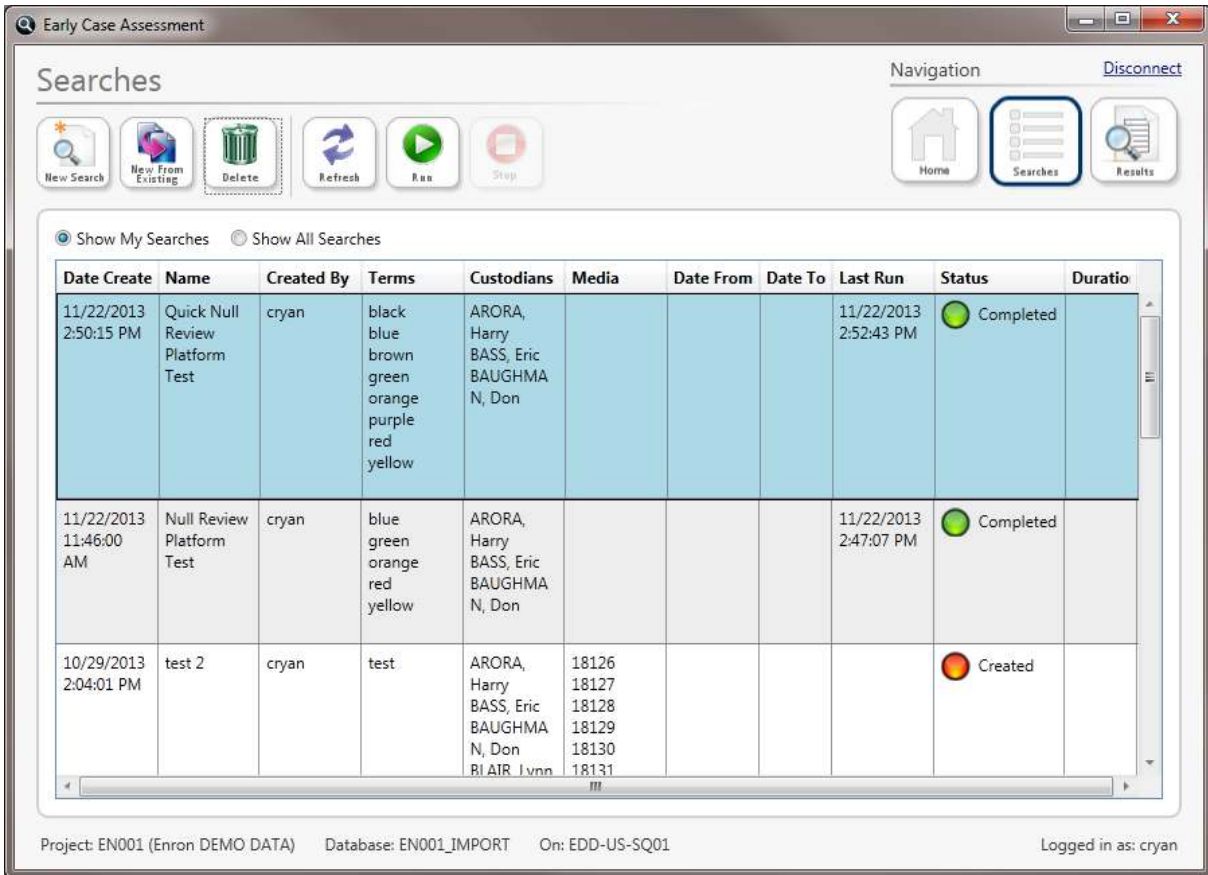 Early Case Assessment
Searches
Navigation
Disconnect
New Search
New From Existing
Delete
Refresh
Run
Stop
Home
Searches
Results
Show My Searches Show All Searches
Date Create Name Created By Terms Custodians Media Date From Date To Last Run Status Duratio
11/22/2013 Quick Null cryan black ARORA, 11/22/2013 Completed
2:50:15 PM Review blue Harry 2:52:43 PM
Platform brown BASS, Eric
Test green BAUGHMA
orange N, Don
purple
red
yellow
11/22/2013 Null Review cryan blue ARORA, 11/22/2013 Completed
11:46:00 Platform green Harry 2:47:07 PM
AM Test orange BASS, Eric
red BAUGHMA
yellow N, Don
10/29/2013 test 2 cryan test ARORA, 18126 Created
2:04:01 PM Harry 18127
BASS, Eric 18128
BAUGHMA 18129
N, Don 18130
BLAIR, Lynn 18131
Project: EN001 (Enron DEMO DATA) Database: EN001_IMPORT On: EDD-US-SQ01 Logged in as: cryan